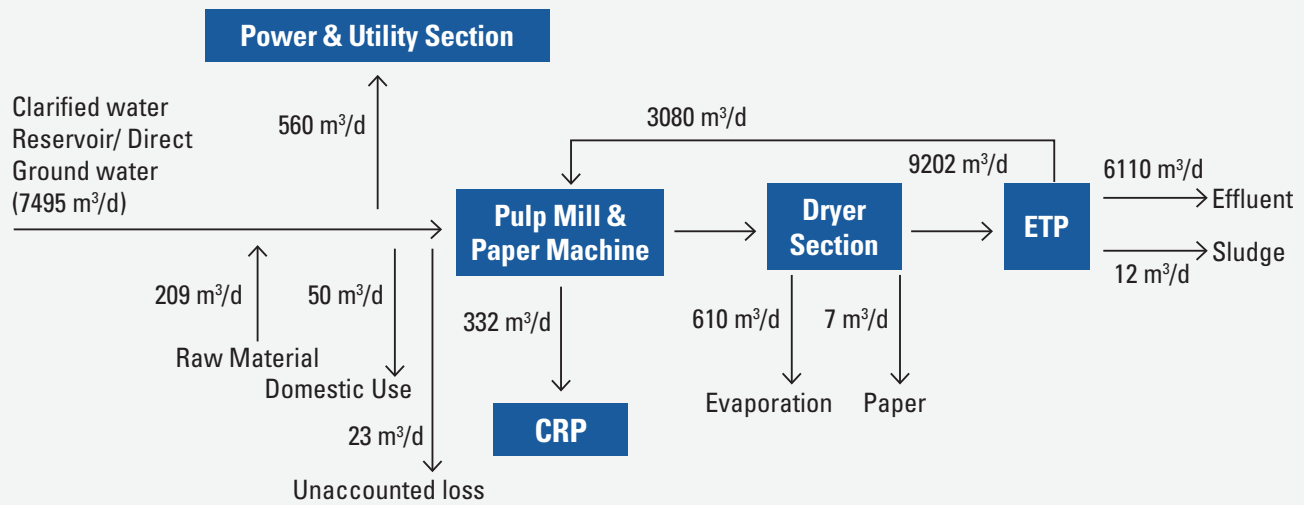 Power & Utility Section
Clarified water
Reservoir/ Direct
Ground water
(7495 m³/d)
560 m³/d
3080 m³/d
9202 m³/d
6110 m³/d
Effluent
Pulp Mill &
Paper Machine
Dryer
Section
ETP
Sludge
12 m³/d
209 m³/d
50 m³/d
332 m³/d
610 m³/d
7 m³/d
Raw Material
Domestic Use
Evaporation
Paper
23 m³/d
CRP
Unaccounted loss